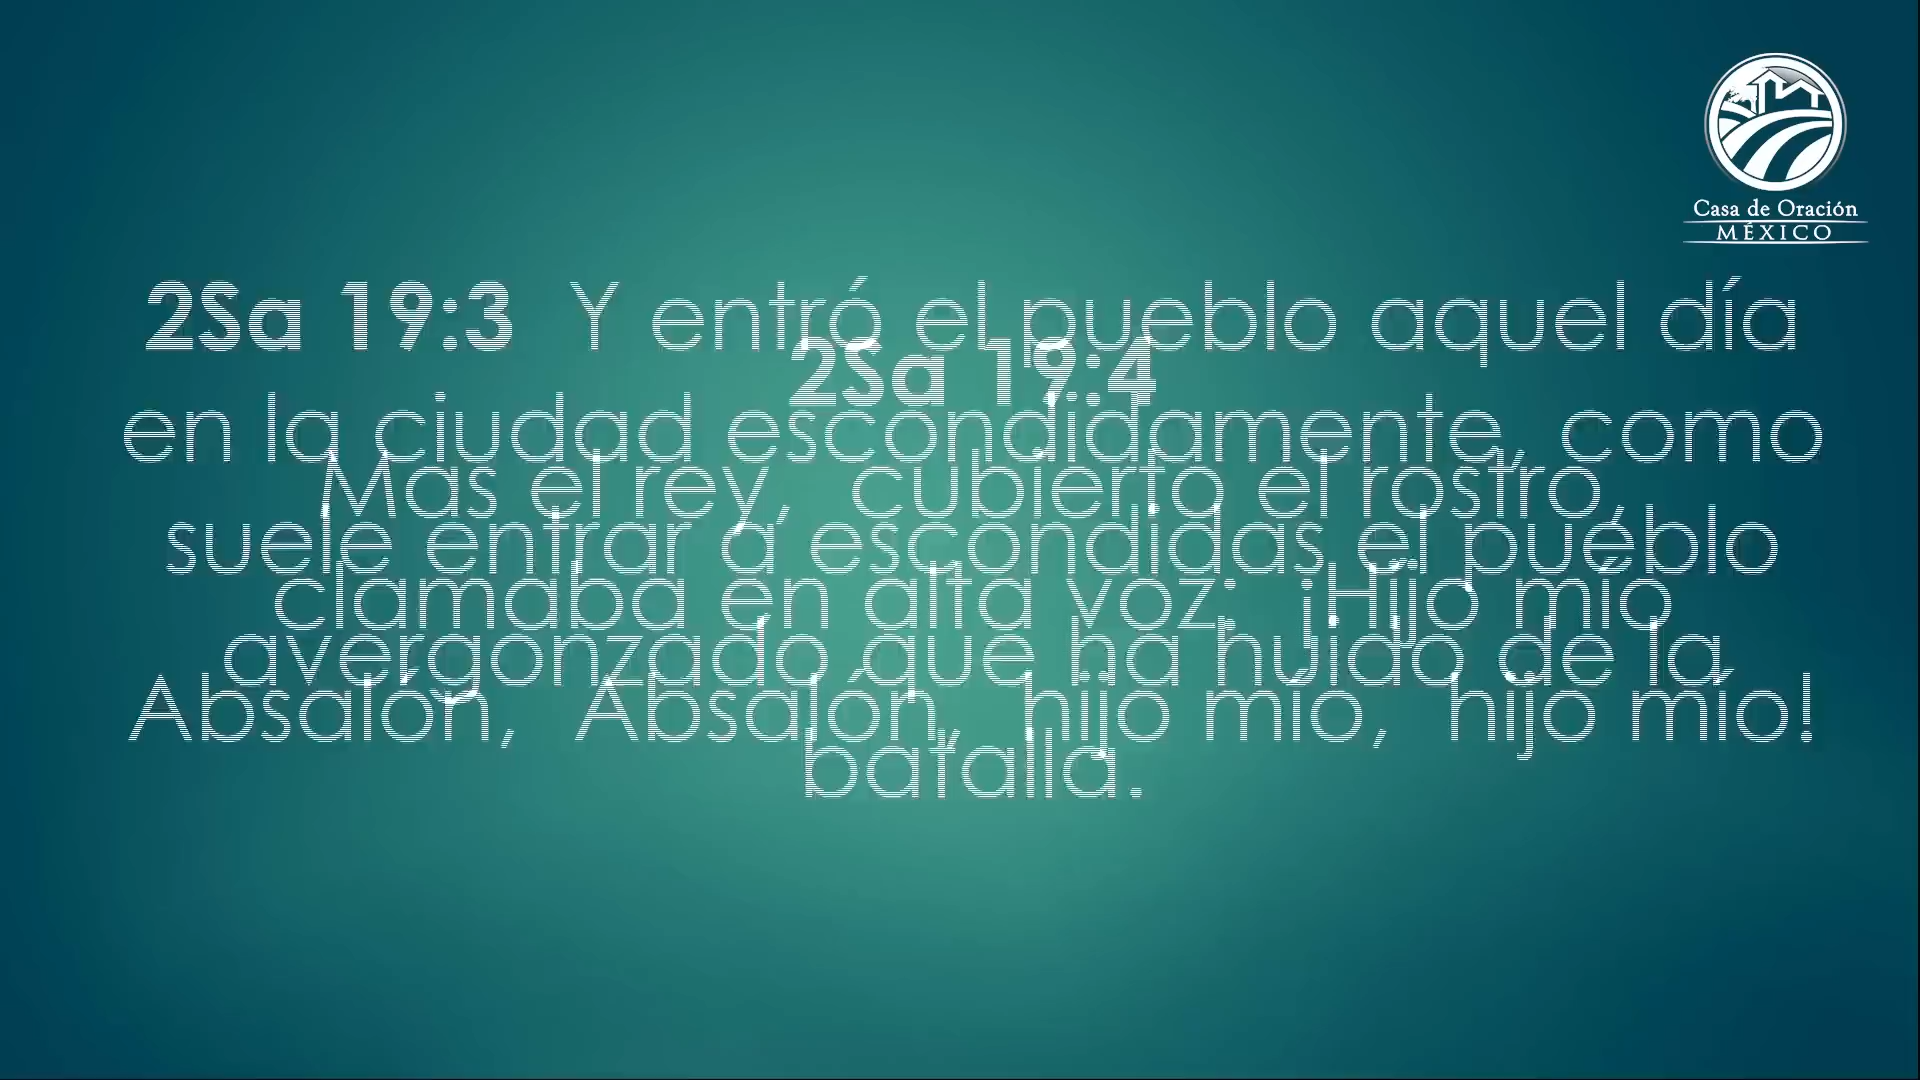 Casa de Oración
MÉXICO
2Sa 19:3 Y entró el pueblo aquel día
en la ciudad escondidamente, como
suele entrar a escondidas el pueblo
avergonzado que ha huido de la
batalla.
2Sa 19:4
Mas el rey, cubierto el rostro,
clamaba en alta voz: ¡Hijo mío
Absalón, Absalón, hijo mío, hijo mío!